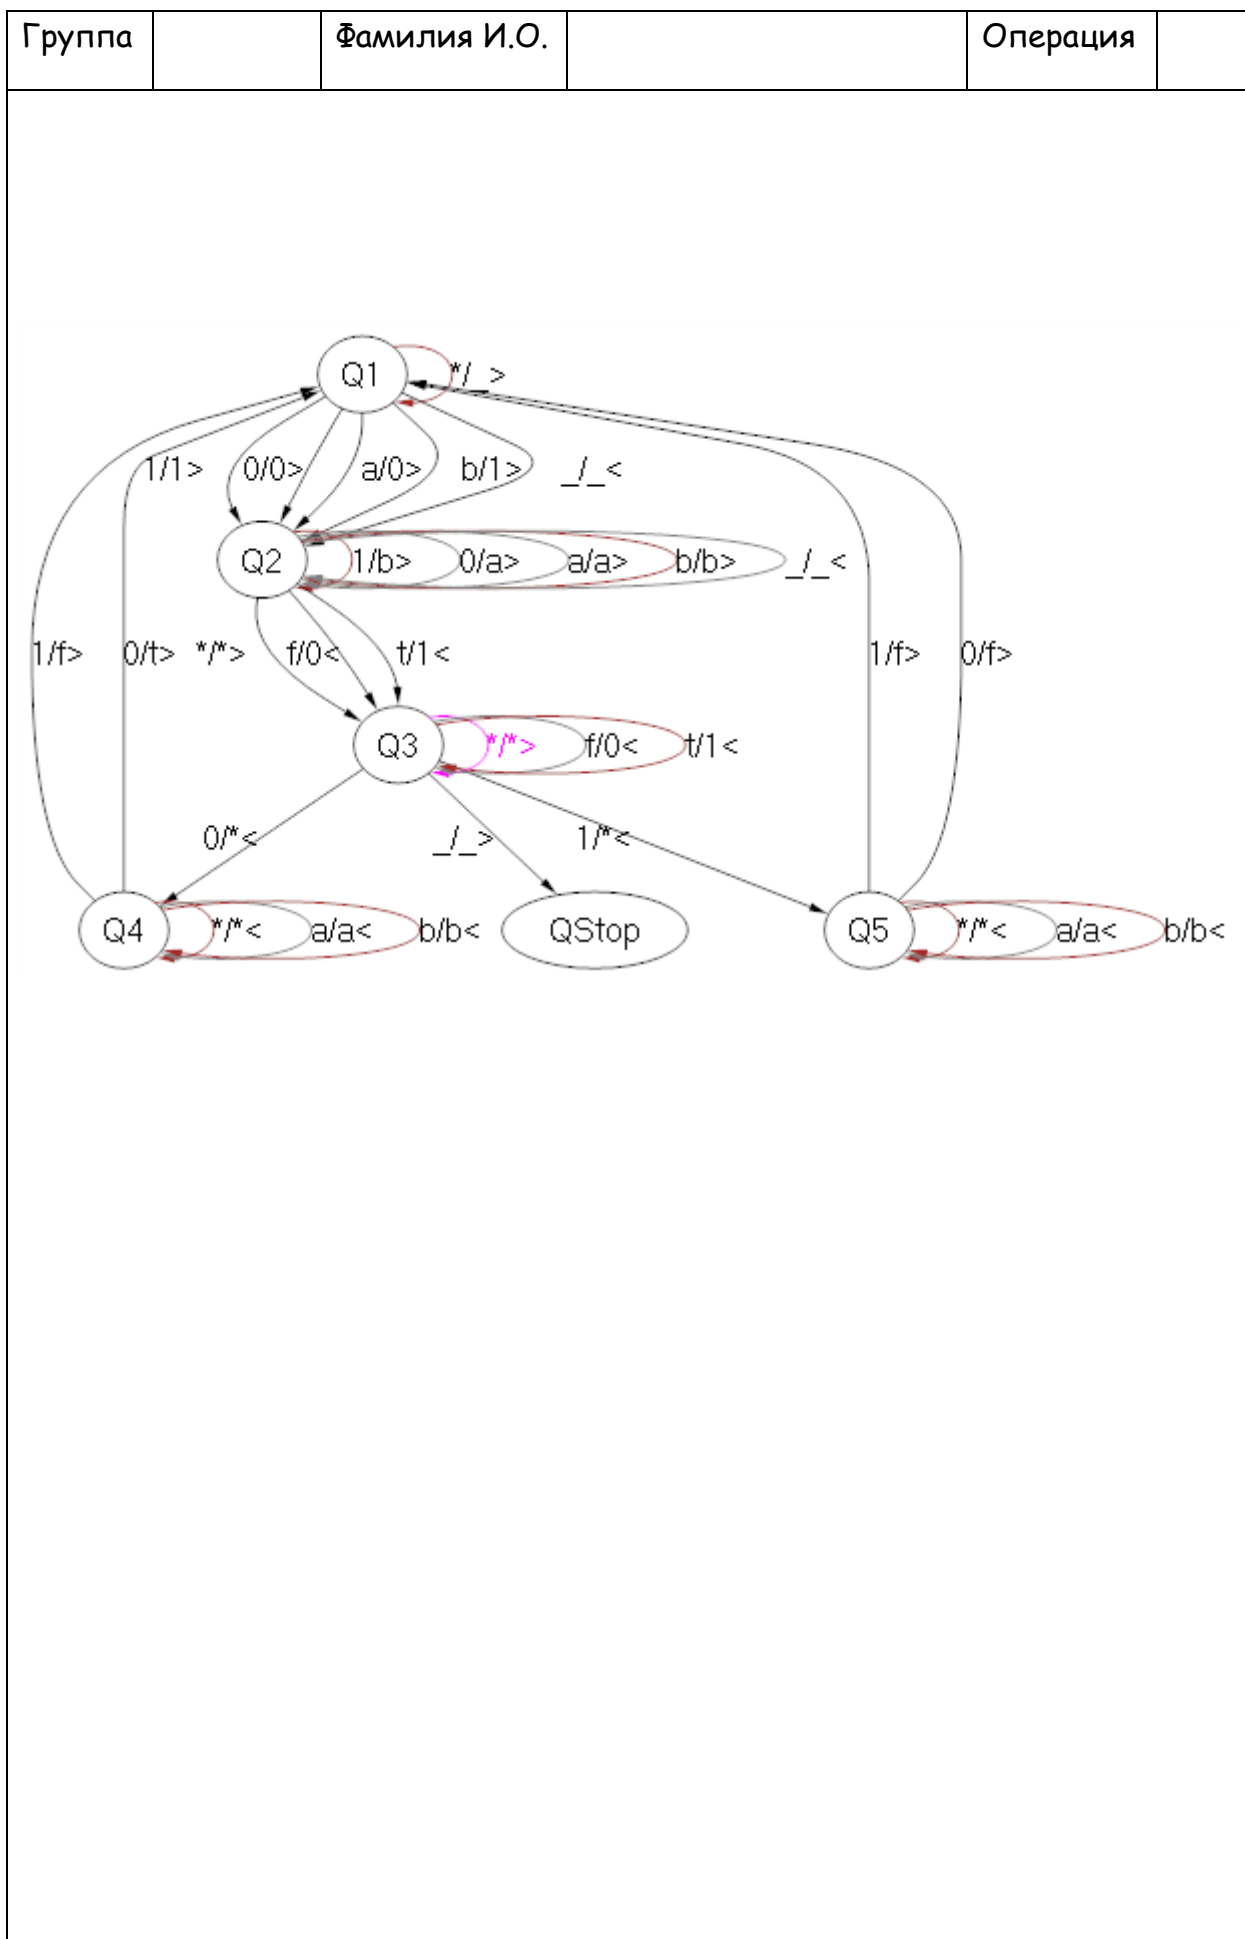 Группа Фамилия И.О. Операция
Q1 */_>
1/1> 0/0> a/0> b/1> _/_<
Q2 1/b> 0/a> a/a> b/b> _/_<
1/f> 0/t> */*> f/0< t/1< 1/f> 0/f>
Q3 */*> f/0< t/1<
0/*< _/_> 1/*<
Q4 */*< a/a< b/b< QStop Q5 */*< a/a< b/b<